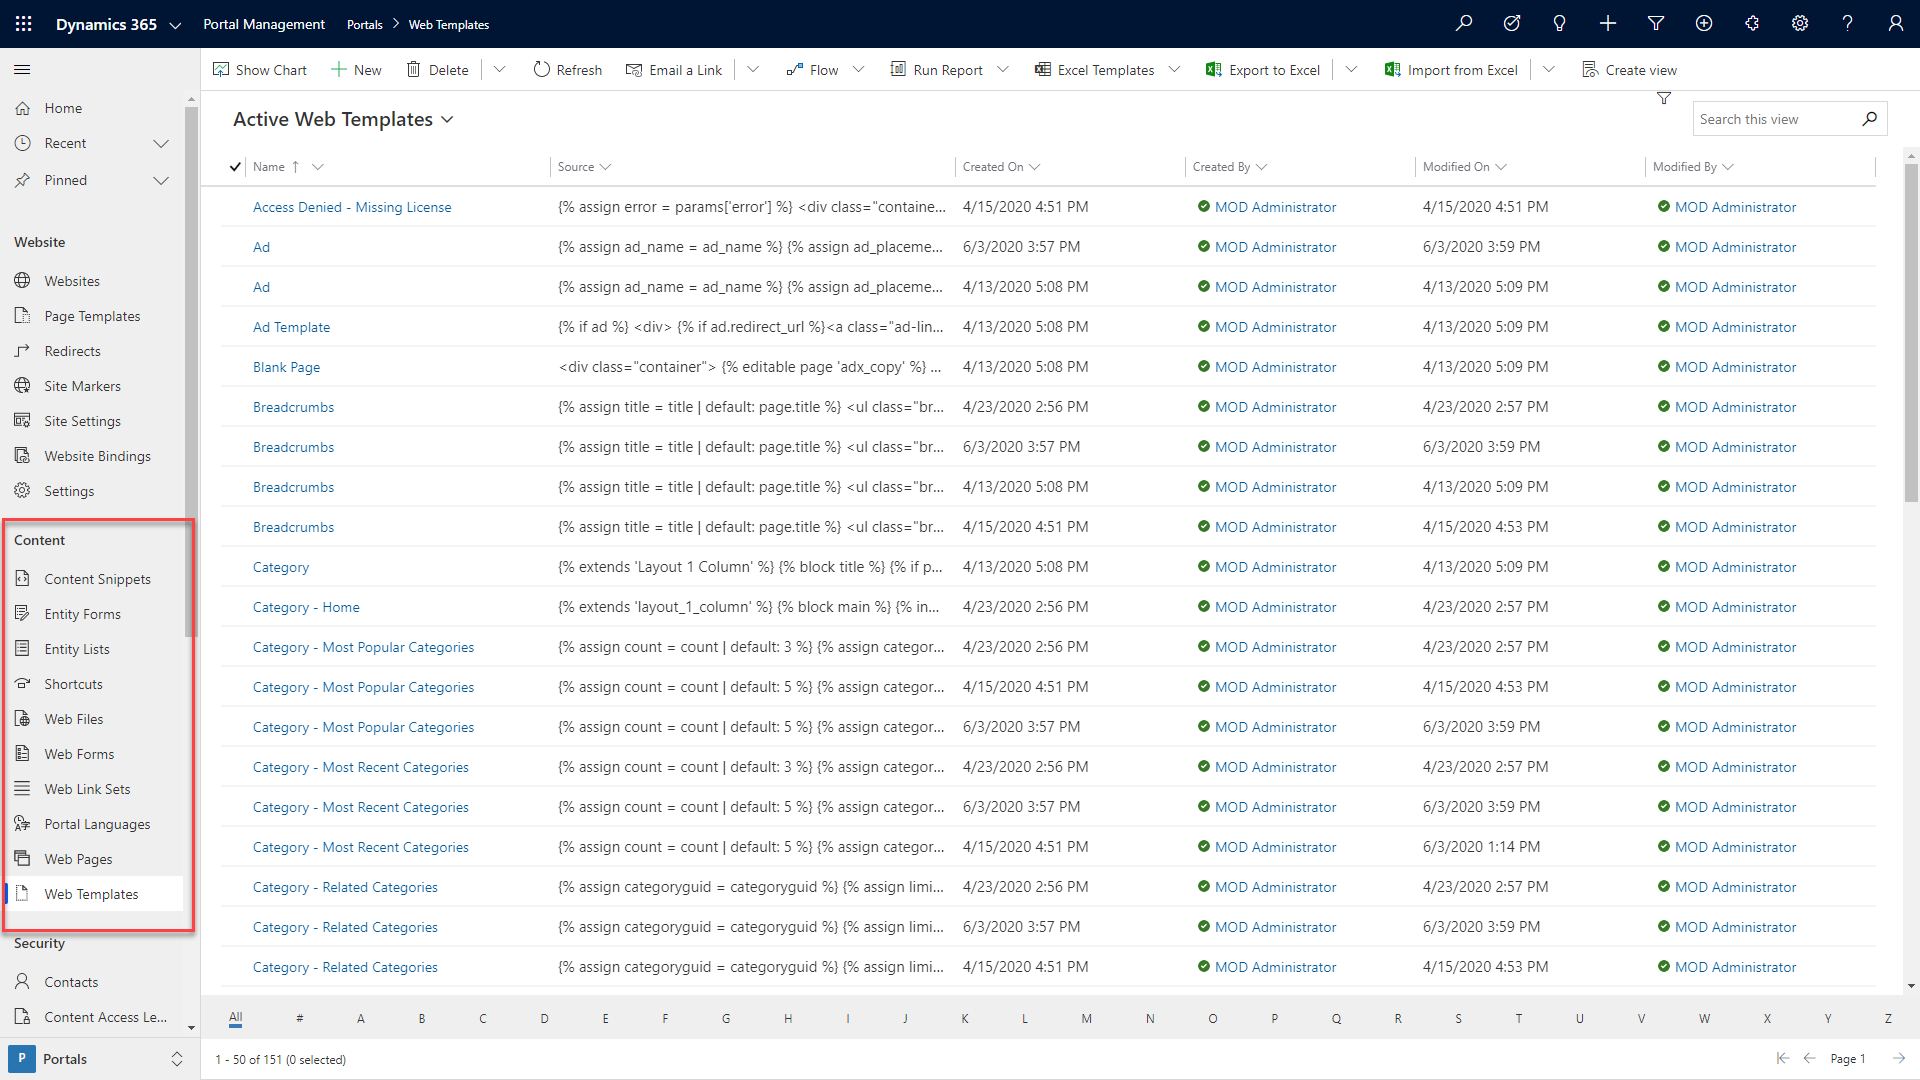 Dynamics 365 Portal Management Portals > Web Templates
Show Chart New Delete Refresh Email a Link Flow Run Report Excel Templates Export to Excel Import from Excel Create view
Home
Recent
Pinned
Website
Websites
Page Templates
Redirects
Site Markers
Site Settings
Website Bindings
Settings
Content
Content Snippets
Entity Forms
Entity Lists
Shortcuts
Web Files
Web Forms
Web Link Sets
Portal Languages
Web Pages
Web Templates
Security
Contacts
Content Access Le...
P Portals
Active Web Templates
Search this view
Name ↑ Source Created On Created By Modified On Modified By
Access Denied - Missing License {% assign error = params['error'] %} <div class="containe... 4/15/2020 4:51 PM MOD Administrator 4/15/2020 4:51 PM MOD Administrator
Ad {% assign ad_name = ad_name %} {% assign ad_placeme... 6/3/2020 3:57 PM MOD Administrator 6/3/2020 3:59 PM MOD Administrator
Ad {% assign ad_name = ad_name %} {% assign ad_placeme... 4/13/2020 5:08 PM MOD Administrator 4/13/2020 5:09 PM MOD Administrator
Ad Template {% if ad %} <div> {% if ad.redirect_url %}<a class="ad-lin... 4/13/2020 5:08 PM MOD Administrator 4/13/2020 5:09 PM MOD Administrator
Blank Page <div class="container"> {% editable page 'adx_copy' %} ... 4/13/2020 5:08 PM MOD Administrator 4/13/2020 5:09 PM MOD Administrator
Breadcrumbs {% assign title = title | default: page.title %} <ul class="br... 4/23/2020 2:56 PM MOD Administrator 4/23/2020 2:57 PM MOD Administrator
Breadcrumbs {% assign title = title | default: page.title %} <ul class="br... 6/3/2020 3:57 PM MOD Administrator 6/3/2020 3:59 PM MOD Administrator
Breadcrumbs {% assign title = title | default: page.title %} <ul class="br... 4/13/2020 5:08 PM MOD Administrator 4/13/2020 5:09 PM MOD Administrator
Breadcrumbs {% assign title = title | default: page.title %} <ul class="br... 4/15/2020 4:51 PM MOD Administrator 4/15/2020 4:53 PM MOD Administrator
Category {% extends 'Layout 1 Column' %} {% block title %} {% if p... 4/13/2020 5:08 PM MOD Administrator 4/13/2020 5:09 PM MOD Administrator
Category - Home {% extends 'layout_1_column' %} {% block main %} {% in... 4/23/2020 2:56 PM MOD Administrator 4/23/2020 2:57 PM MOD Administrator
Category - Most Popular Categories {% assign count = count | default: 3 %} {% assign categor... 4/23/2020 2:56 PM MOD Administrator 4/23/2020 2:57 PM MOD Administrator
Category - Most Popular Categories {% assign count = count | default: 5 %} {% assign categor... 4/15/2020 4:51 PM MOD Administrator 4/15/2020 4:53 PM MOD Administrator
Category - Most Popular Categories {% assign count = count | default: 5 %} {% assign categor... 6/3/2020 3:57 PM MOD Administrator 6/3/2020 3:59 PM MOD Administrator
Category - Most Recent Categories {% assign count = count | default: 3 %} {% assign categor... 4/23/2020 2:56 PM MOD Administrator 4/23/2020 2:57 PM MOD Administrator
Category - Most Recent Categories {% assign count = count | default: 5 %} {% assign categor... 6/3/2020 3:57 PM MOD Administrator 6/3/2020 3:59 PM MOD Administrator
Category - Most Recent Categories {% assign count = count | default: 5 %} {% assign categor... 4/15/2020 4:51 PM MOD Administrator 6/3/2020 1:14 PM MOD Administrator
Category - Related Categories {% assign categoryguid = categoryguid %} {% assign limi... 4/23/2020 2:56 PM MOD Administrator 4/23/2020 2:57 PM MOD Administrator
Category - Related Categories {% assign categoryguid = categoryguid %} {% assign limi... 6/3/2020 3:57 PM MOD Administrator 6/3/2020 3:59 PM MOD Administrator
Category - Related Categories {% assign categoryguid = categoryguid %} {% assign limi... 4/15/2020 4:51 PM MOD Administrator 4/15/2020 4:53 PM MOD Administrator
All # A B C D E F G H I J K L M N O P Q R S T U V W X Y Z
1 - 50 of 151 (0 selected) Page 1